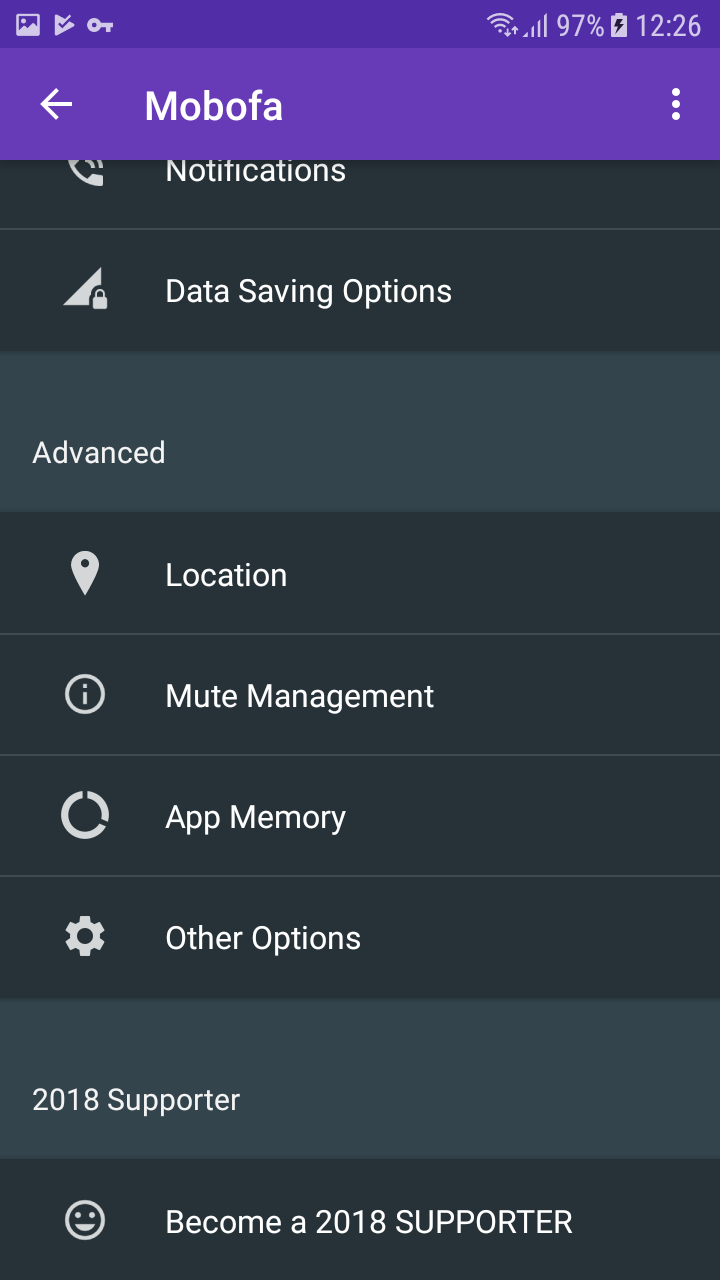 97% 12:26
Mobofa
Notifications
Data Saving Options
Advanced
Location
Mute Management
App Memory
Other Options
2018 Supporter
Become a 2018 SUPPORTER